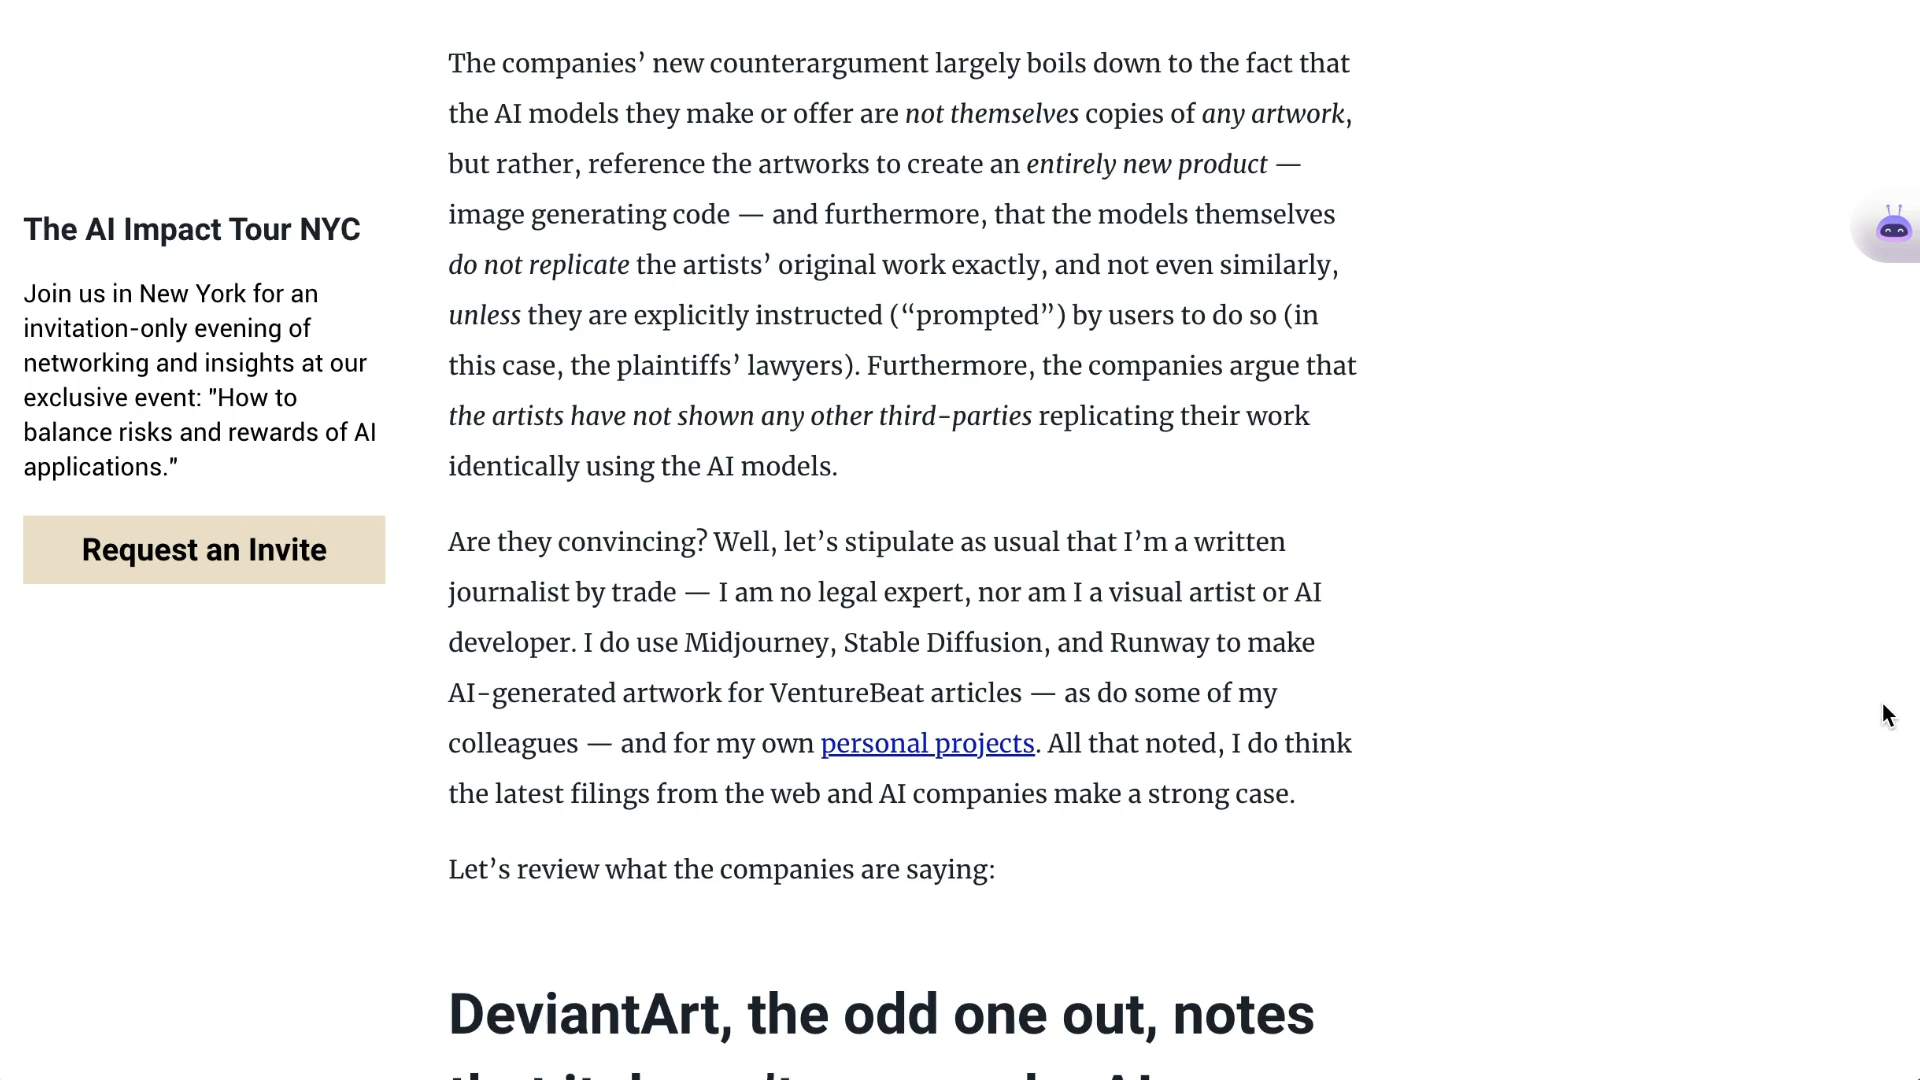 The companies’ new counterargument largely boils down to the fact that
the AI models they make or offer are not themselves copies of any artwork,
but rather, reference the artworks to create an entirely new product —
image generating code — and furthermore, that the models themselves
do not replicate the artists’ original work exactly, and not even similarly,
unless they are explicitly instructed (“prompted”) by users to do so (in
this case, the plaintiffs’ lawyers). Furthermore, the companies argue that
the artists have not shown any other third-parties replicating their work
identically using the AI models.
Are they convincing? Well, let’s stipulate as usual that I’m a written
journalist by trade — I am no legal expert, nor am I a visual artist or AI
developer. I do use Midjourney, Stable Diffusion, and Runway to make
AI-generated artwork for VentureBeat articles — as do some of my
colleagues — and for my own personal projects. All that noted, I do think
the latest filings from the web and AI companies make a strong case.
Let’s review what the companies are saying:
DeviantArt, the odd one out, notes
The AI Impact Tour NYC
Join us in New York for an
invitation-only evening of
networking and insights at our
exclusive event: "How to
balance risks and rewards of AI
applications."
Request an Invite